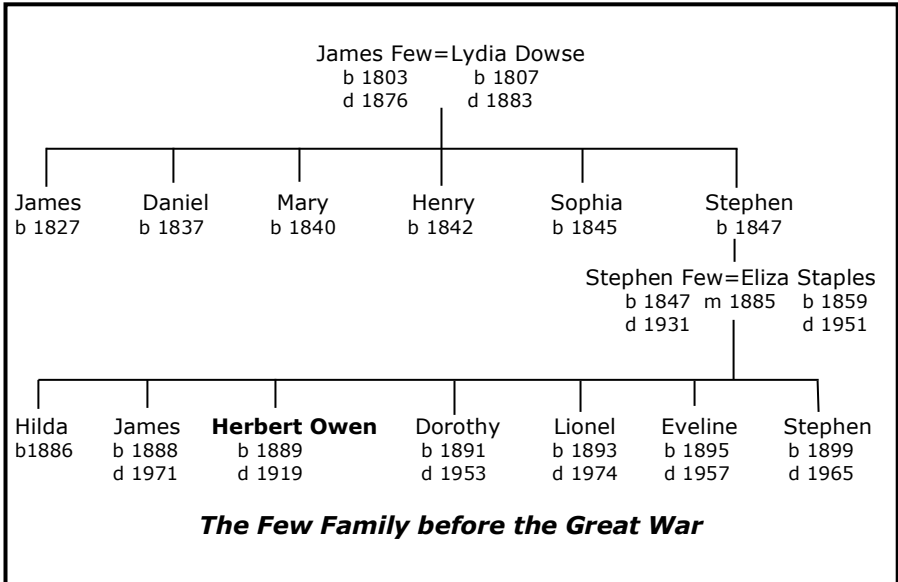 James Few=Lydia Dowse
b 1803 b 1807
d 1876 d 1883
James Daniel Mary Henry Sophia Stephen
b 1827 b 1837 b 1840 b 1842 b 1845 b 1847
Stephen Few=Eliza Staples
b 1847 m 1885 b 1859
d 1931 d 1951
Hilda James Herbert Owen Dorothy Lionel Eveline Stephen
b1886 b 1888 b 1889 b 1891 b 1893 b 1895 b 1899
d 1971 d 1919 d 1953 d 1974 d 1957 d 1965
The Few Family before the Great War